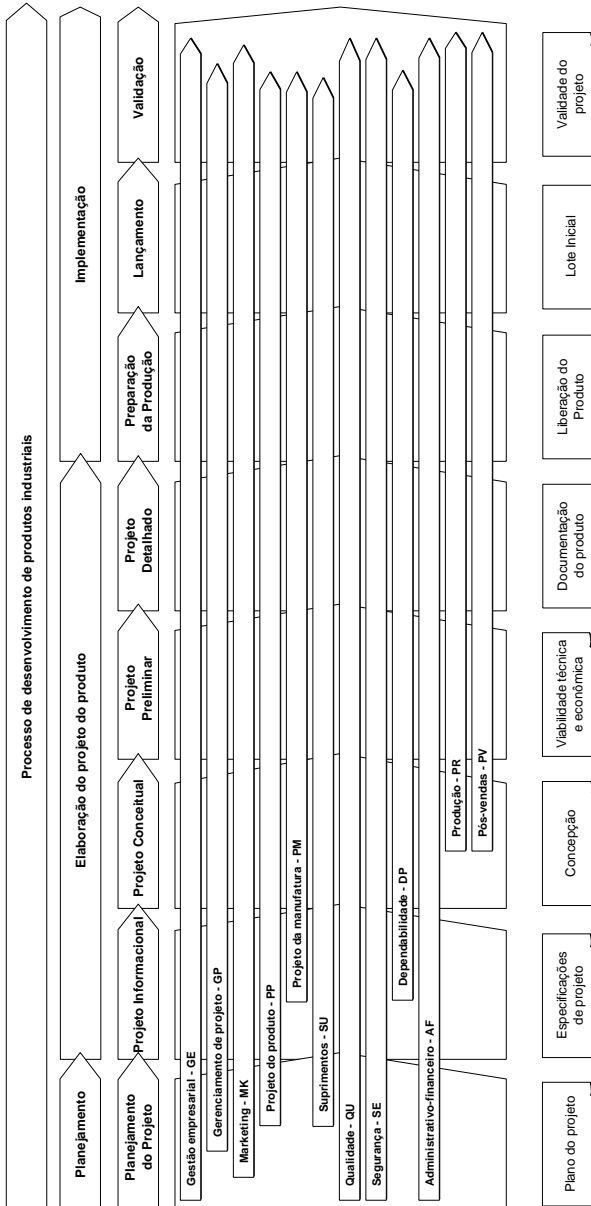 Processo de desenvolvimento de produtos industriais
Planejamento
Elaboração do projeto do produto
Implementação
Planejamento
do Projeto
Projeto Informacional
Projeto Conceitual
Projeto
Preliminar
Projeto
Detalhado
Preparação
da Produção
Lançamento
Validação
Gestão empresarial - GE
Gerenciamento de projeto - GP
Marketing - MK
Projeto do produto - PP
Projeto da manufatura - PM
Suprimentos - SU
Qualidade - QU
Segurança - SE
Dependabilidade - DP
Administrativo-financeiro - AF
Produção - PR
Pós-vendas - PV
Plano do projeto
Especificações
de projeto
Concepção
Viabilidade técnica
e econômica
Documentação
do produto
Liberação do
Produto
Lote Inicial
Validade do
projeto